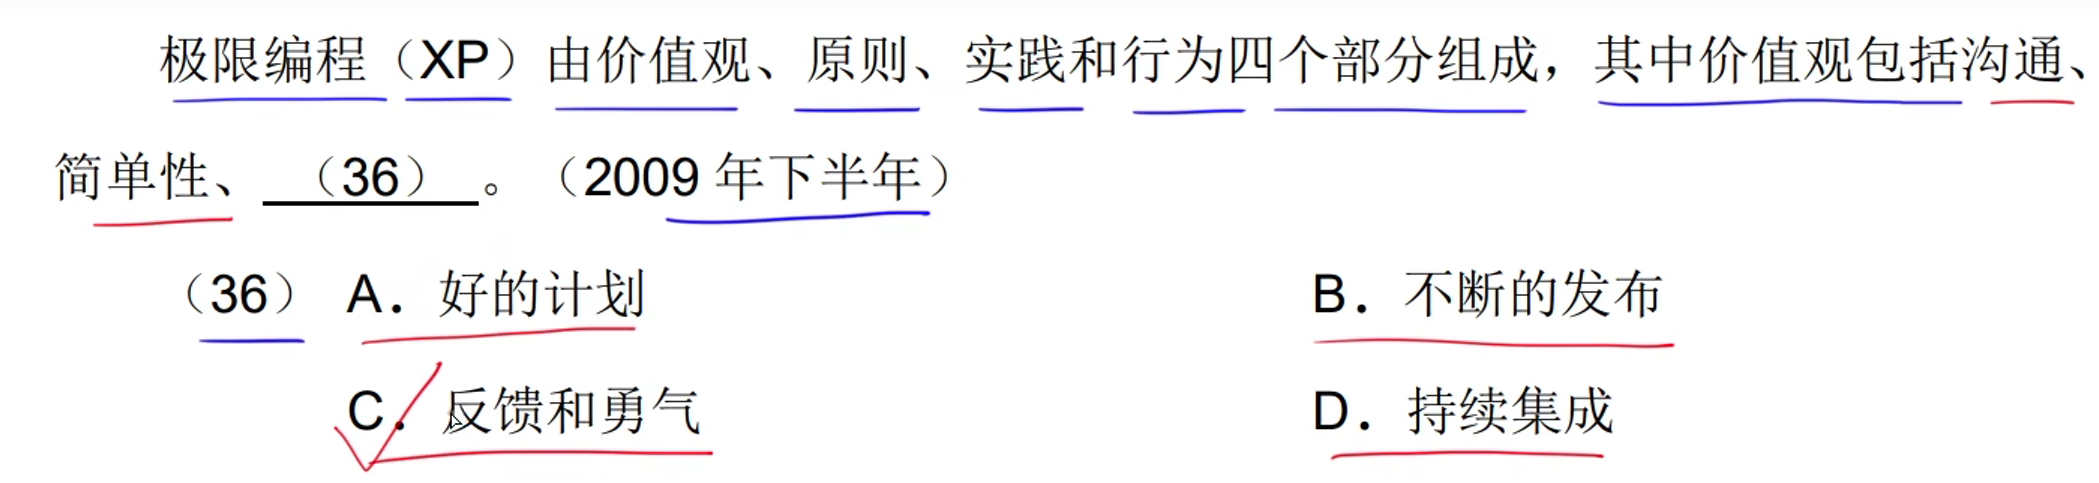 极限编程（XP）由价值观、原则、实践和行为四个部分组成，其中价值观包括沟通、
简单性、（36）。（2009 年下半年）
（36） A．好的计划 B．不断的发布
C．反馈和勇气 D．持续集成